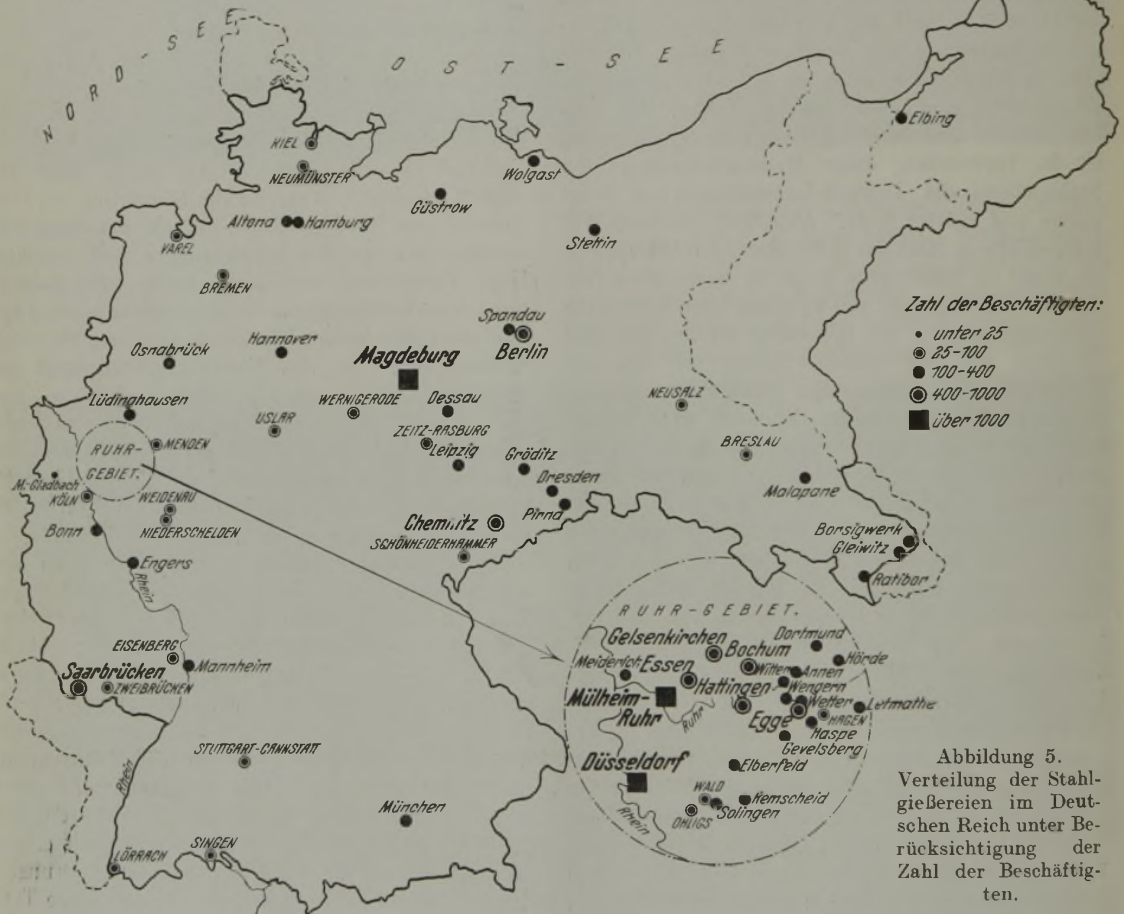 NORD-SEE
OST-SEE
Elbing
KIEL
NEUMÜNSTER
Wolgast
Güstrow
Altona
Hamburg
Stettin
VAREL
BREMEN
Zahl der Beschäftigten:
unter 25
25-100
100-400
400-1000
über 1000
Spandau
Berlin
Osnabrück
Hannover
Magdeburg
Lüdinghausen
WERNIGERODE
Dessau
NEUSALZ
USLAR
ZEITZ-RASBURG
Leipzig
BRESLAU
RUHR-
GEBIET.
MENDEN
Gröditz
Dresden
Malapane
M.-Gladbach
KÖLN
WEIDENAU
Pirna
Bonn
NIEDERSCHELDEN
Chemnitz
SCHÖNHEIDERHAMMER
Borsigwerk
Gleiwitz
Ratibor
Engers
Rhein
RUHR-GEBIET.
EISENBERG
Mannheim
Saarbrücken
ZWEIBRÜCKEN
Gelsenkirchen
Bochum
Dortmund
Meiderich
Essen
Witten
Annen
Hörde
Hattingen
Wengern
Mülheim-
Ruhr
Ruhr
Wetter
Letmathe
Egge
HAGEN
Haspe
Gevelsberg
STUTTGART-CANNSTATT
Düsseldorf
Elberfeld
Rhein
WALD
Remscheid
Solingen
OHLIGS
Rhein
München
SINGEN
LÖRRACH
Abbildung 5.
Verteilung der Stahl-
gießereien im Deut-
schen Reich unter Be-
rücksichtigung der
Zahl der Beschäftig-
ten.